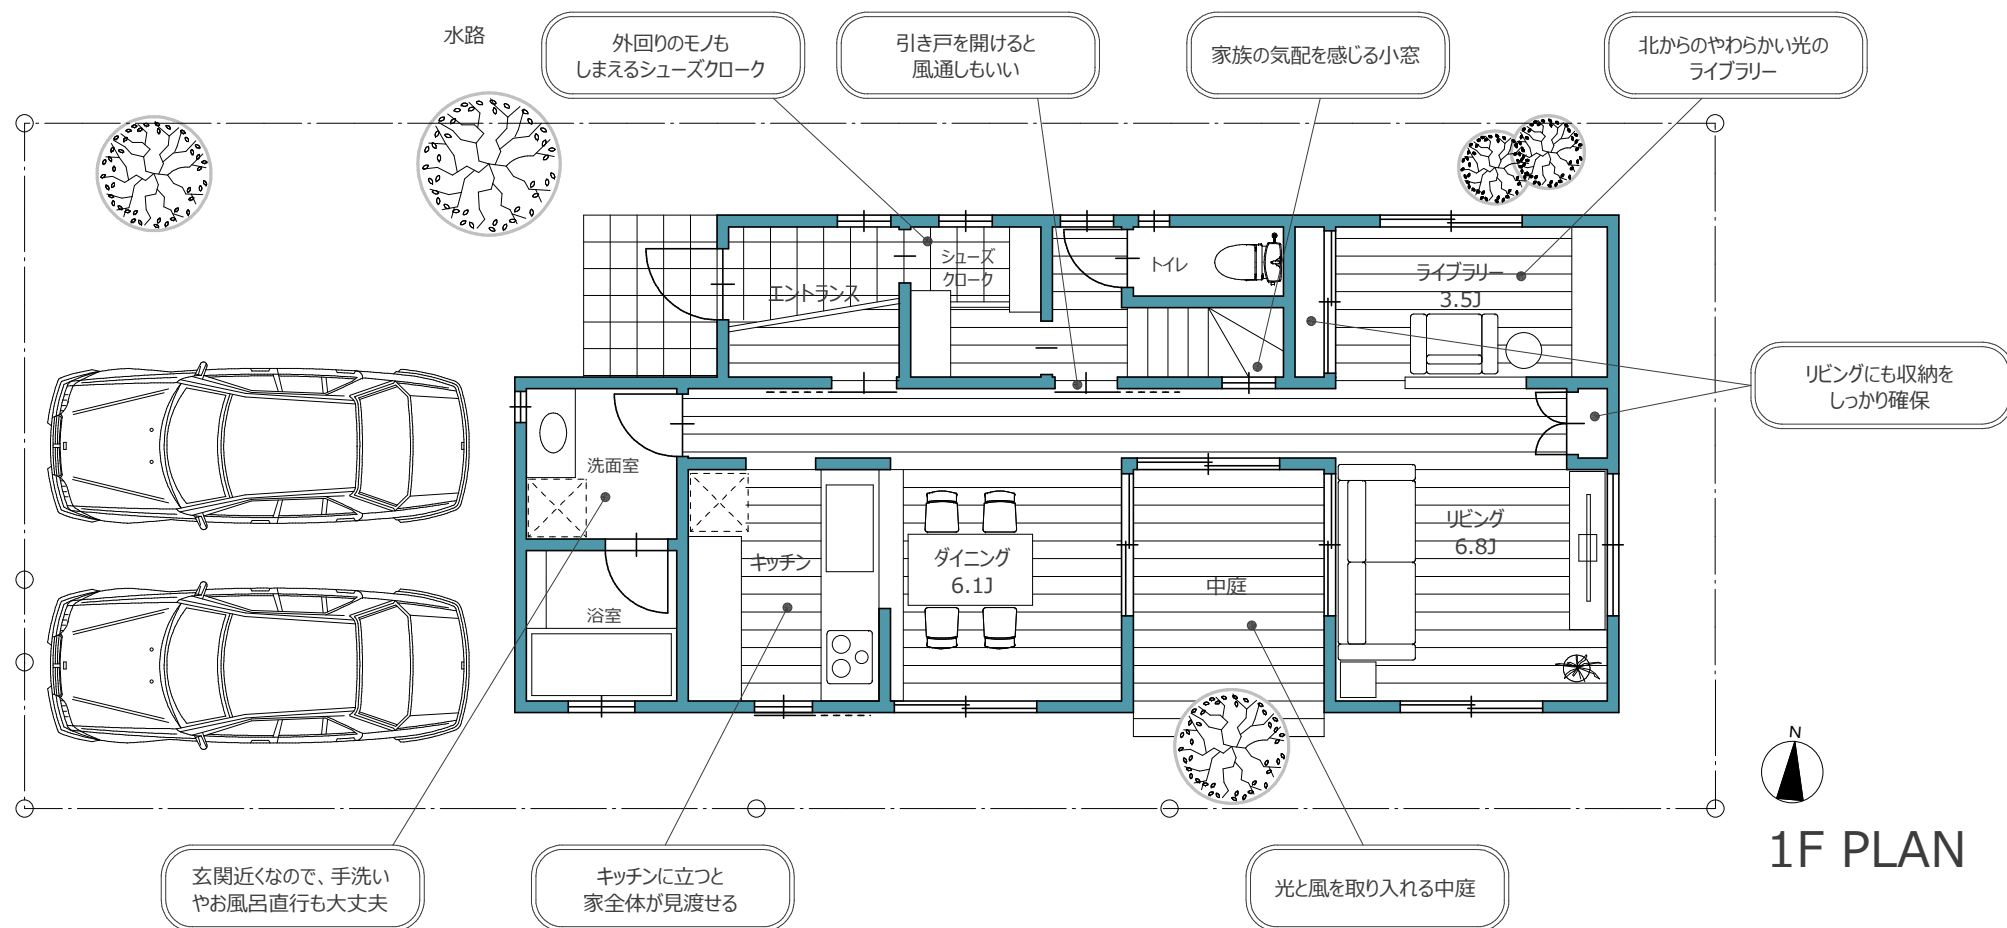 水路
外回りのモノも
しまえるシューズクローク
引き戸を開けると
風通しもいい
家族の気配を感じる小窓
北からのやわらかい光の
ライブラリー
エントランス
シューズ
クローク
トイレ
ライブラリー
3.5J
リビングにも収納を
しっかり確保
洗面室
キッチン
ダイニング
6.1J
中庭
リビング
6.8J
浴室
N
1F PLAN
玄関近くなので、手洗い
やお風呂直行も大丈夫
キッチンに立つと
家全体が見渡せる
光と風を取り入れる中庭